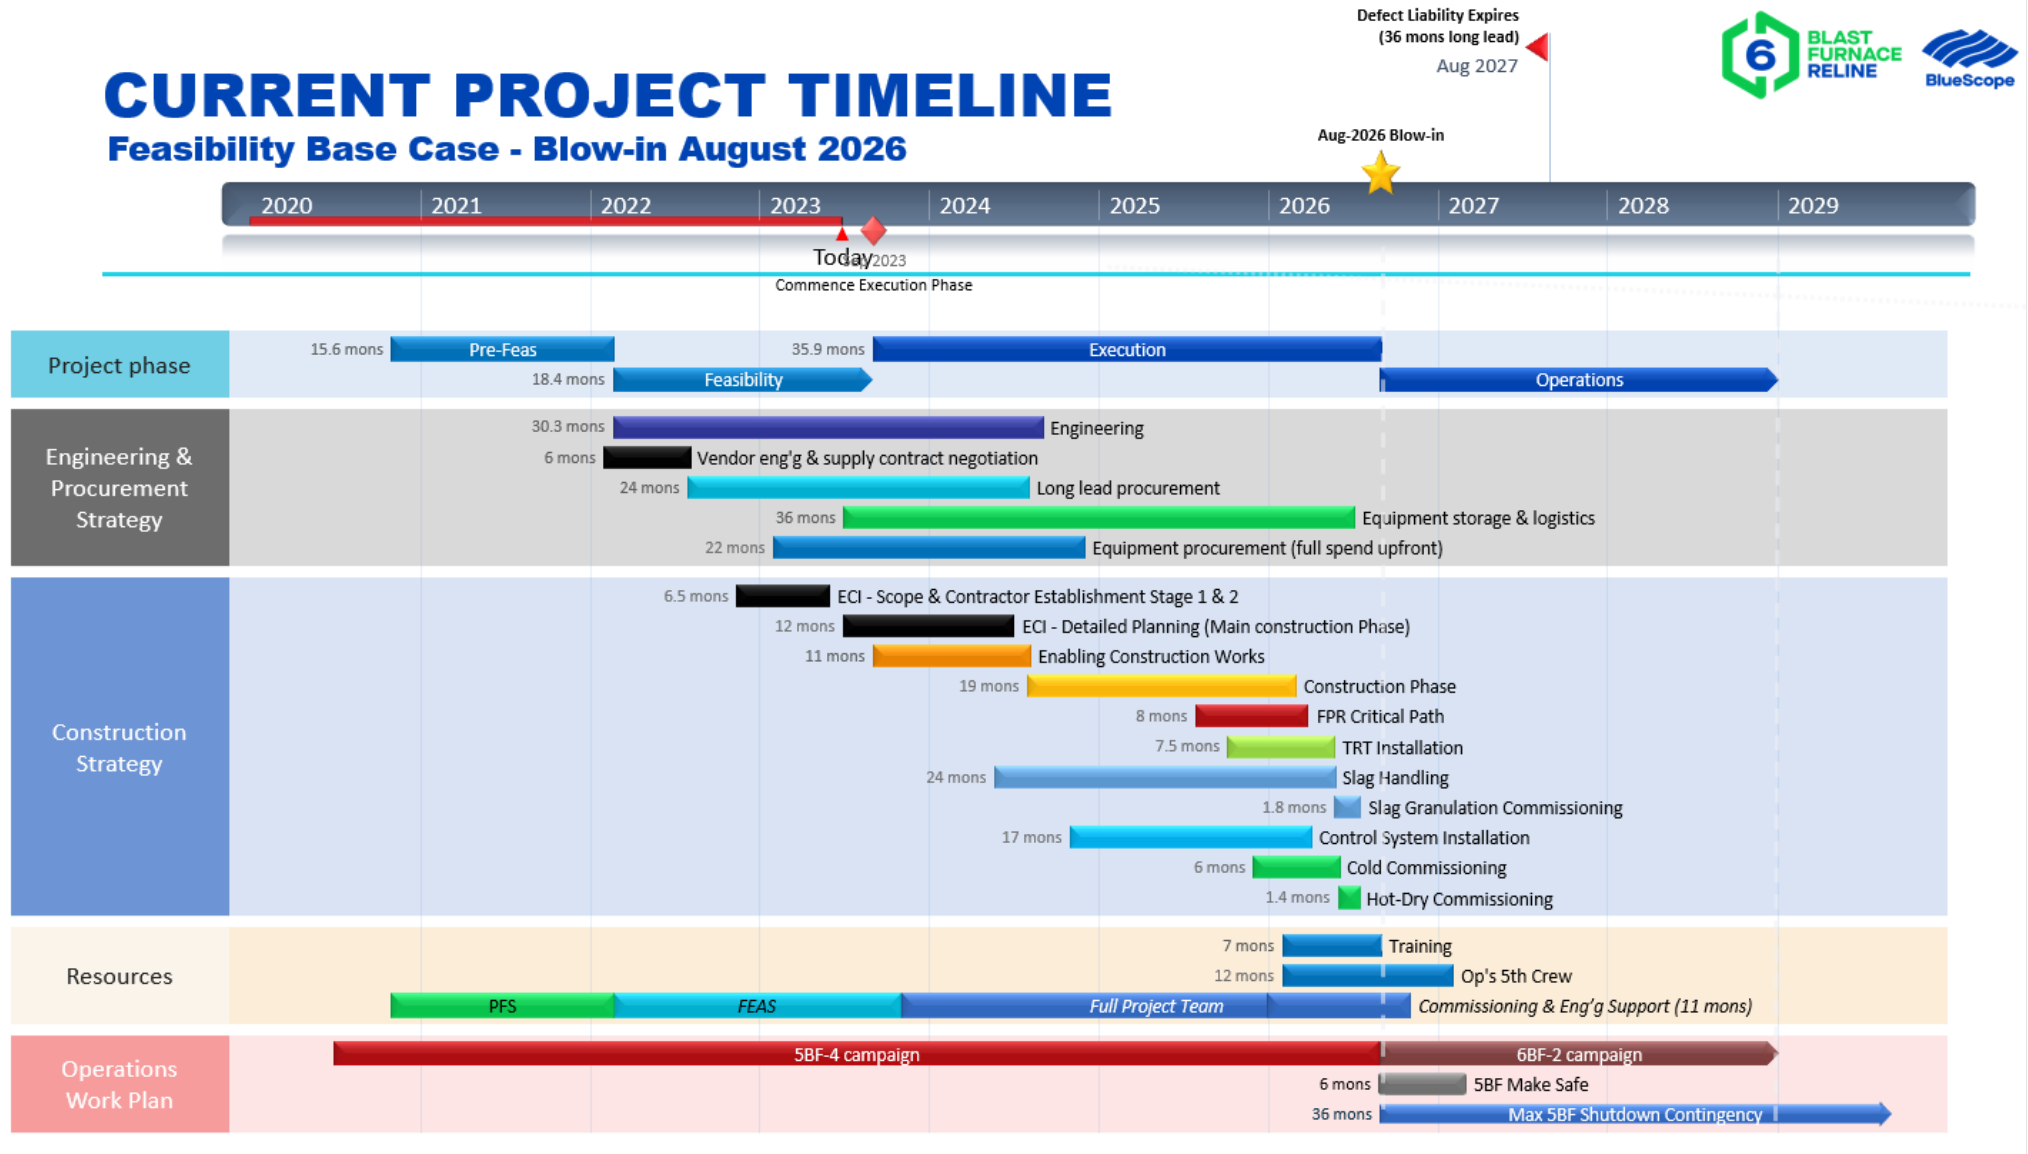 Defect Liability Expires
(36 mons long lead)
Aug 2027
6
BLAST
FURNACE
RELINE
BlueScope
CURRENT PROJECT TIMELINE
Feasibility Base Case - Blow-in August 2026
Aug-2026 Blow-in
2020 2021 2022 2023 2024 2025 2026 2027 2028 2029
Today
Sep 2023
Commence Execution Phase
Project phase
15.6 mons Pre-Feas 35.9 mons Execution
18.4 mons Feasibility Operations
Engineering &
Procurement
Strategy
30.3 mons Engineering
6 mons Vendor eng'g & supply contract negotiation
24 mons Long lead procurement
36 mons Equipment storage & logistics
22 mons Equipment procurement (full spend upfront)
Construction
Strategy
6.5 mons ECI - Scope & Contractor Establishment Stage 1 & 2
12 mons ECI - Detailed Planning (Main construction Phase)
11 mons Enabling Construction Works
19 mons Construction Phase
8 mons FPR Critical Path
7.5 mons TRT Installation
24 mons Slag Handling
1.8 mons Slag Granulation Commissioning
17 mons Control System Installation
6 mons Cold Commissioning
1.4 mons Hot-Dry Commissioning
Resources
7 mons Training
12 mons Op's 5th Crew
PFS FEAS Full Project Team Commissioning & Eng’g Support (11 mons)
Operations
Work Plan
5BF-4 campaign 6BF-2 campaign
6 mons 5BF Make Safe
36 mons Max 5BF Shutdown Contingency